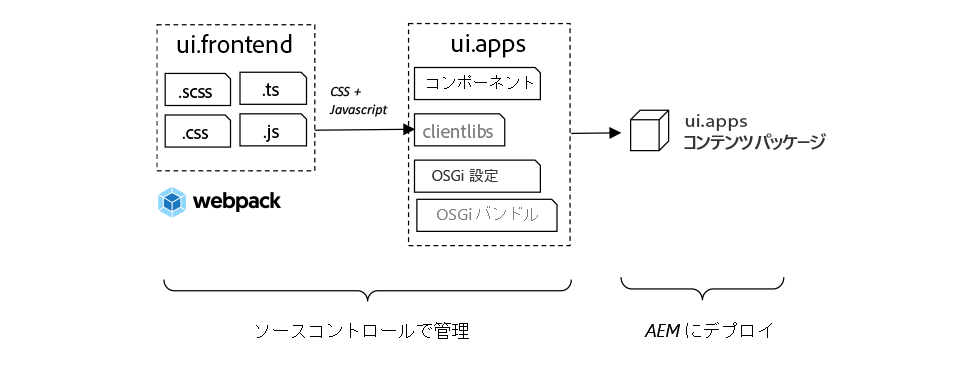 ui.frontend
.scss
.ts
.css
.js
webpack
CSS +
Javascript
ui.apps
コンポーネント
clientlibs
OSGi 設定
OSGi バンドル
ui.apps
コンテンツパッケージ
ソースコントロールで管理
AEM にデプロイ